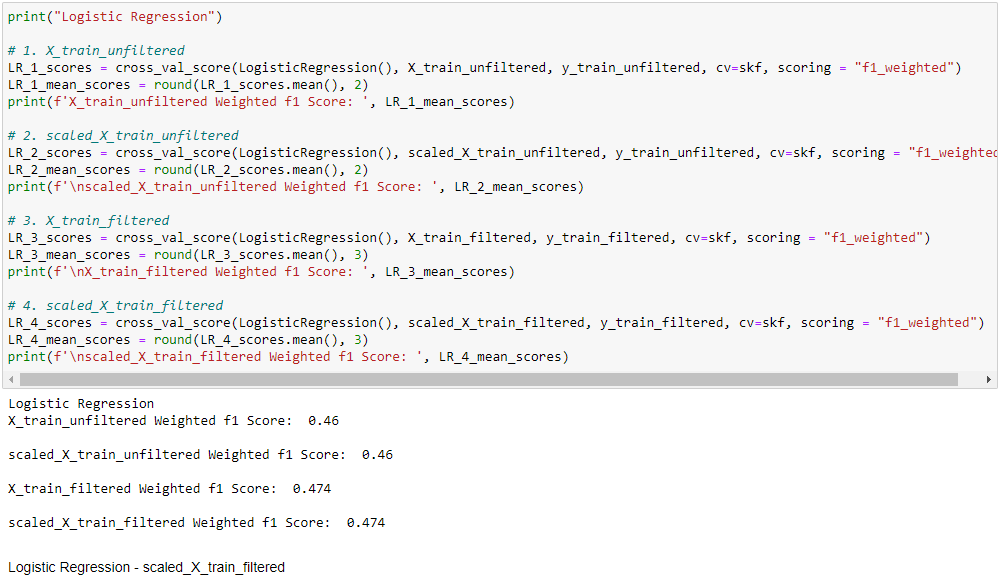 print("Logistic Regression")
# 1. X_train_unfiltered
LR_1_scores = cross_val_score(LogisticRegression(), X_train_unfiltered, y_train_unfiltered, cv=skf, scoring = "f1_weighted")
LR_1_mean_scores = round(LR_1_scores.mean(), 2)
print(f'X_train_unfiltered Weighted f1 Score: ', LR_1_mean_scores)
# 2. scaled_X_train_unfiltered
LR_2_scores = cross_val_score(LogisticRegression(), scaled_X_train_unfiltered, y_train_unfiltered, cv=skf, scoring = "f1_weighted
LR_2_mean_scores = round(LR_2_scores.mean(), 2)
print(f'\nscaled_X_train_unfiltered Weighted f1 Score: ', LR_2_mean_scores)
# 3. X_train_filtered
LR_3_scores = cross_val_score(LogisticRegression(), X_train_filtered, y_train_filtered, cv=skf, scoring = "f1_weighted")
LR_3_mean_scores = round(LR_3_scores.mean(), 3)
print(f'\nX_train_filtered Weighted f1 Score: ', LR_3_mean_scores)
# 4. scaled_X_train_filtered
LR_4_scores = cross_val_score(LogisticRegression(), scaled_X_train_filtered, y_train_filtered, cv=skf, scoring = "f1_weighted")
LR_4_mean_scores = round(LR_4_scores.mean(), 3)
print(f'\nscaled_X_train_filtered Weighted f1 Score: ', LR_4_mean_scores)
Logistic Regression
X_train_unfiltered Weighted f1 Score:  0.46
scaled_X_train_unfiltered Weighted f1 Score:  0.46
X_train_filtered Weighted f1 Score:  0.474
scaled_X_train_filtered Weighted f1 Score:  0.474
Logistic Regression - scaled_X_train_filtered